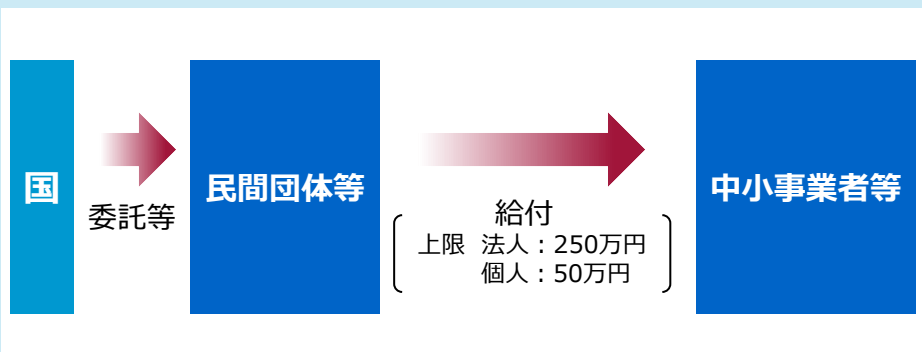 国
委託等
民間団体等
給付
上限 法人：250万円
個人：50万円
中小事業者等